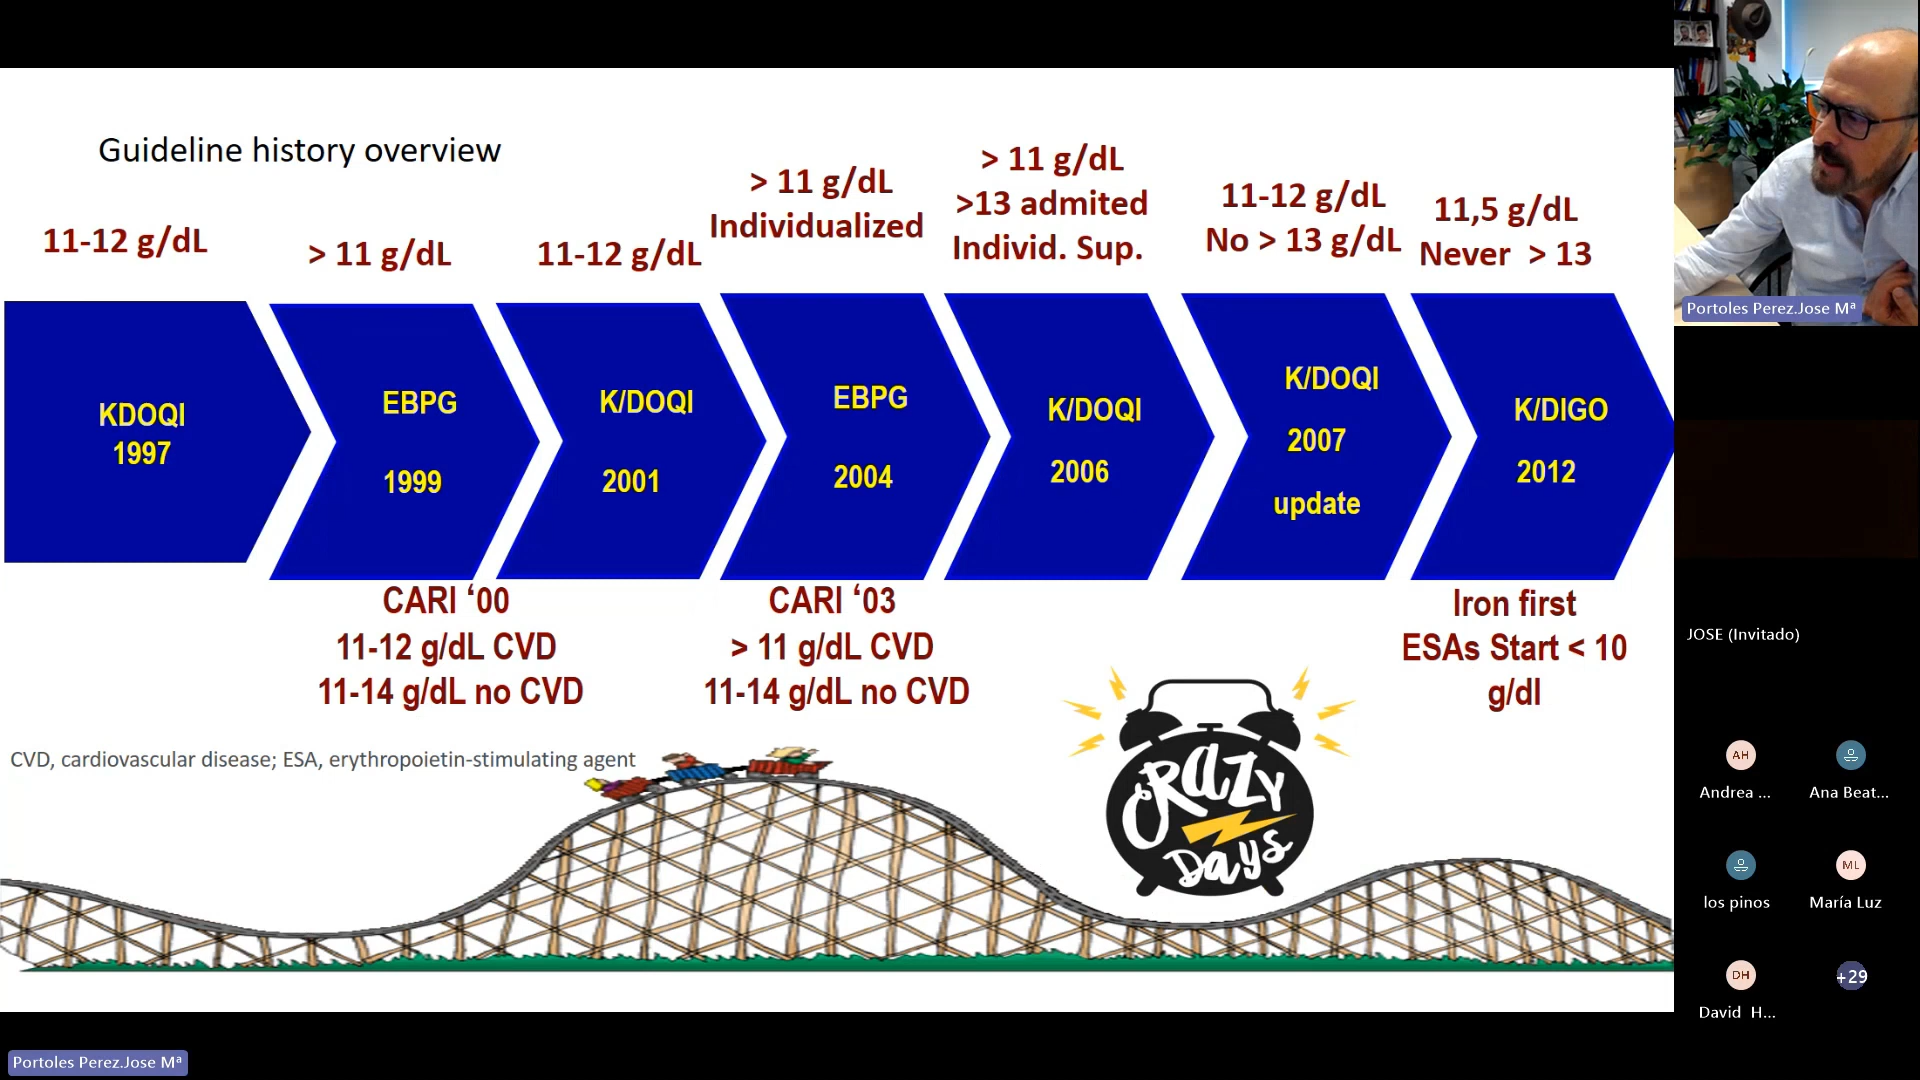 Guideline history overview
11-12 g/dL
> 11 g/dL
11-12 g/dL
> 11 g/dL
Individualized
> 11 g/dL
>13 admited
Individ. Sup.
11-12 g/dL
No > 13 g/dL
11,5 g/dL
Never > 13
KDOQI
1997
EBPG
1999
K/DOQI
2001
EBPG
2004
K/DOQI
2006
K/DOQI
2007
update
K/DIGO
2012
CARI ‘00
11-12 g/dL CVD
11-14 g/dL no CVD
CARI ‘03
> 11 g/dL CVD
11-14 g/dL no CVD
Iron first
ESAs Start < 10
g/dl
CVD, cardiovascular disease; ESA, erythropoietin-stimulating agent
CRAZY
Days
Portoles Perez.Jose Mª
JOSE (Invitado)
AH
Andrea ...
Ana Beat...
los pinos
ML
María Luz
DH
David H...
+29
Portoles Perez.Jose Mª